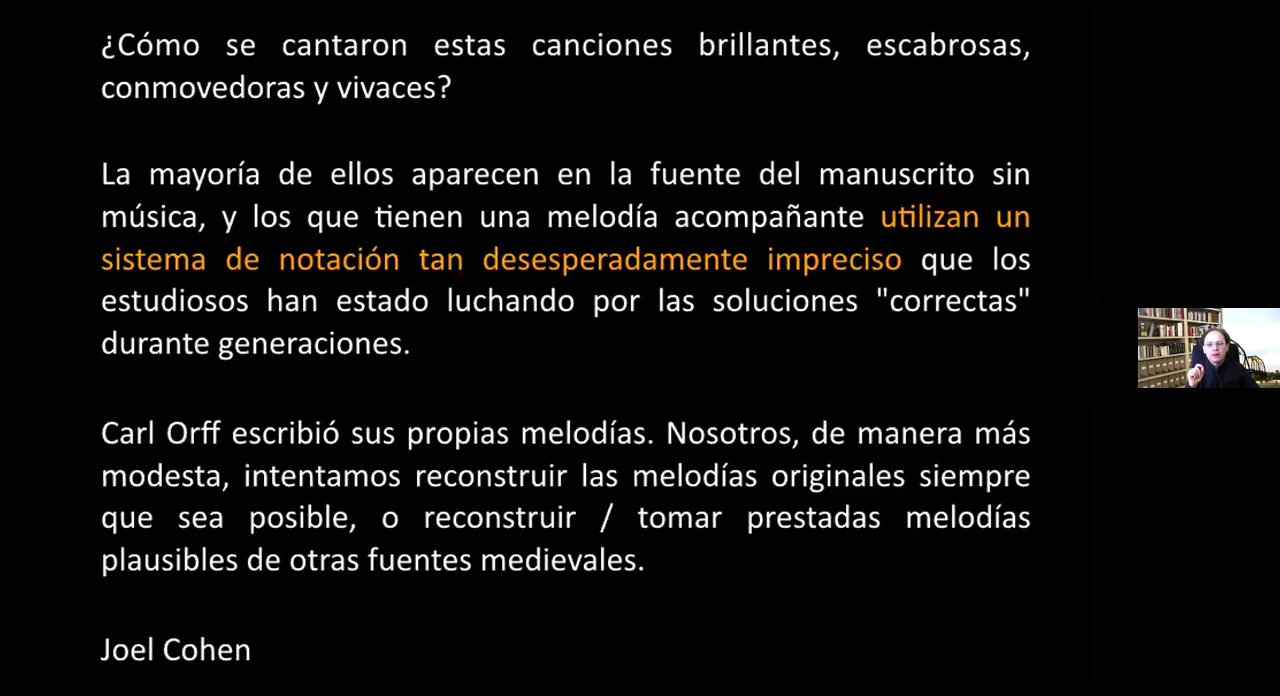 ¿Cómo se cantaron estas canciones brillantes, escabrosas,
conmovedoras y vivaces?
La mayoría de ellos aparecen en la fuente del manuscrito sin
música, y los que tienen una melodía acompañante utilizan un
sistema de notación tan desesperadamente impreciso que los
estudiosos han estado luchando por las soluciones "correctas"
durante generaciones.
Carl Orff escribió sus propias melodías. Nosotros, de manera más
modesta, intentamos reconstruir las melodías originales siempre
que sea posible, o reconstruir / tomar prestadas melodías
plausibles de otras fuentes medievales.
Joel Cohen